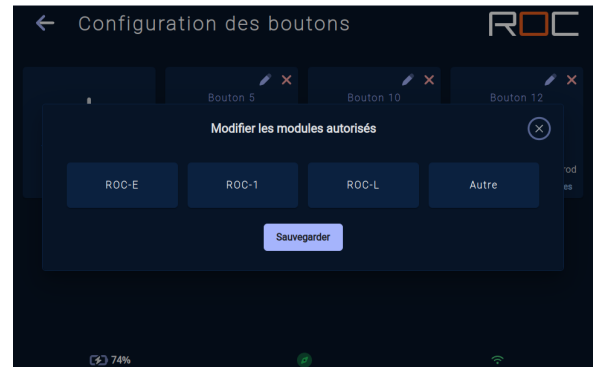 Configuration des boutons
ROC
Bouton 5
Bouton 10
Bouton 12
Modifier les modules autorisés
ROC-E
ROC-1
ROC-L
Autre
Sauvegarder
74%